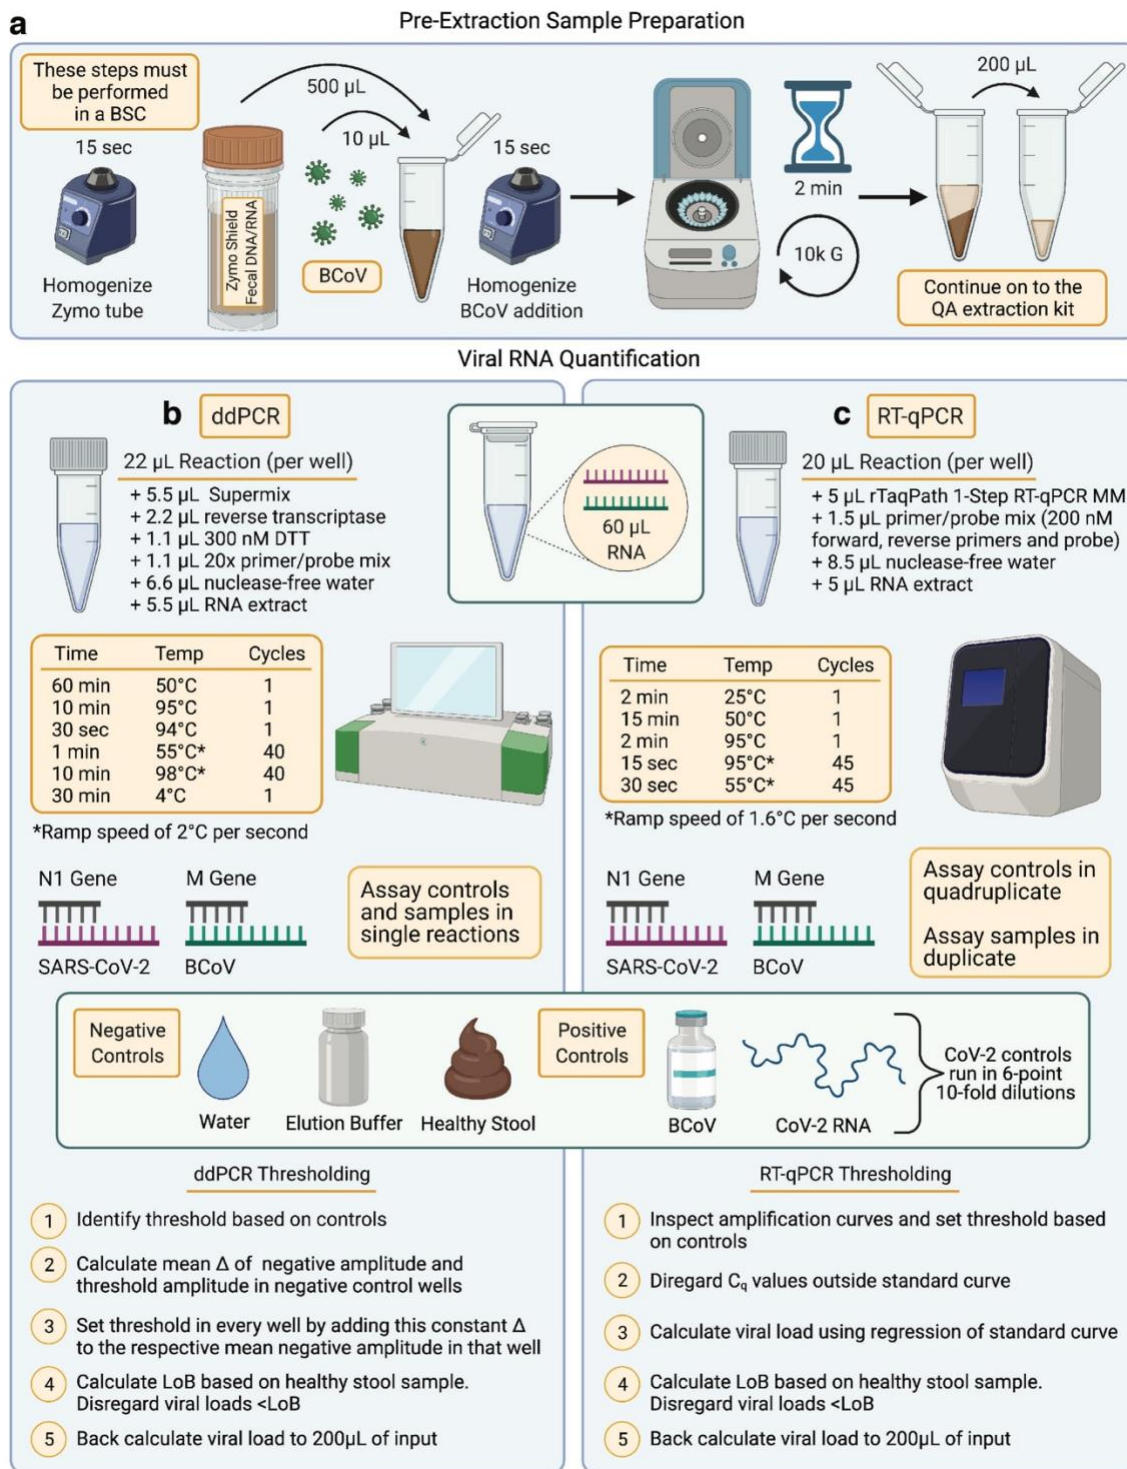 a
Pre-Extraction Sample Preparation
These steps must
be performed
in a BSC
15 sec
Homogenize
Zymo tube
Zymo Shield
Fecal DNA/RNA
500 µL
10 µL
BCoV
15 sec
Homogenize
BCoV addition
2 min
10k G
200 µL
Continue on to the
QA extraction kit
Viral RNA Quantification
b
ddPCR
22 µL Reaction (per well)
+ 5.5 µL Supermix
+ 2.2 µL reverse transcriptase
+ 1.1 µL 300 nM DTT
+ 1.1 µL 20x primer/probe mix
+ 6.6 µL nuclease-free water
+ 5.5 µL RNA extract
60 µL
RNA
c
RT-qPCR
20 µL Reaction (per well)
+ 5 µL rTaqPath 1-Step RT-qPCR MM
+ 1.5 µL primer/probe mix (200 nM
forward, reverse primers and probe)
+ 8.5 µL nuclease-free water
+ 5 µL RNA extract
Time Temp Cycles
60 min 50°C 1
10 min 95°C 1
30 sec 94°C 1
1 min 55°C* 40
10 min 98°C* 40
30 min 4°C 1
*Ramp speed of 2°C per second
Time Temp Cycles
2 min 25°C 1
15 min 50°C 1
2 min 95°C 1
15 sec 95°C* 45
30 sec 55°C* 45
*Ramp speed of 1.6°C per second
N1 Gene
SARS-CoV-2
M Gene
BCoV
Assay controls
and samples in
single reactions
N1 Gene
SARS-CoV-2
M Gene
BCoV
Assay controls in
quadruplicate
Assay samples in
duplicate
Negative
Controls
Water
Elution Buffer
Healthy Stool
Positive
Controls
BCoV
CoV-2 RNA
CoV-2 controls
run in 6-point
10-fold dilutions
ddPCR Thresholding
1 Identify threshold based on controls
2 Calculate mean Δ of negative amplitude and
threshold amplitude in negative control wells
3 Set threshold in every well by adding this constant Δ
to the respective mean negative amplitude in that well
4 Calculate LoB based on healthy stool sample.
Disregard viral loads <LoB
5 Back calculate viral load to 200µL of input
RT-qPCR Thresholding
1 Inspect amplification curves and set threshold based
on controls
2 Diregard Cq values outside standard curve
3 Calculate viral load using regression of standard curve
4 Calculate LoB based on healthy stool sample.
Disregard viral loads <LoB
5 Back calculate viral load to 200µL of input